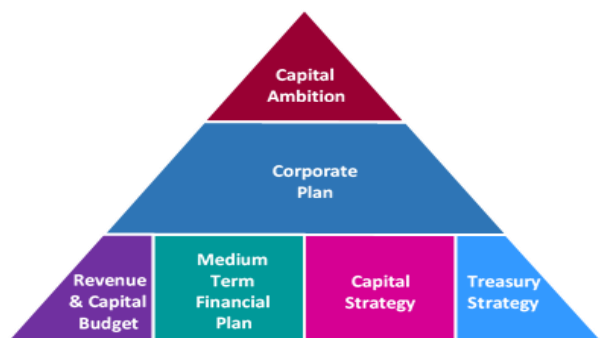 Capital
Ambition
Corporate
Plan
Revenue
& Capital
Budget
Medium
Term
Financial
Plan
Capital
Strategy
Treasury
Strategy